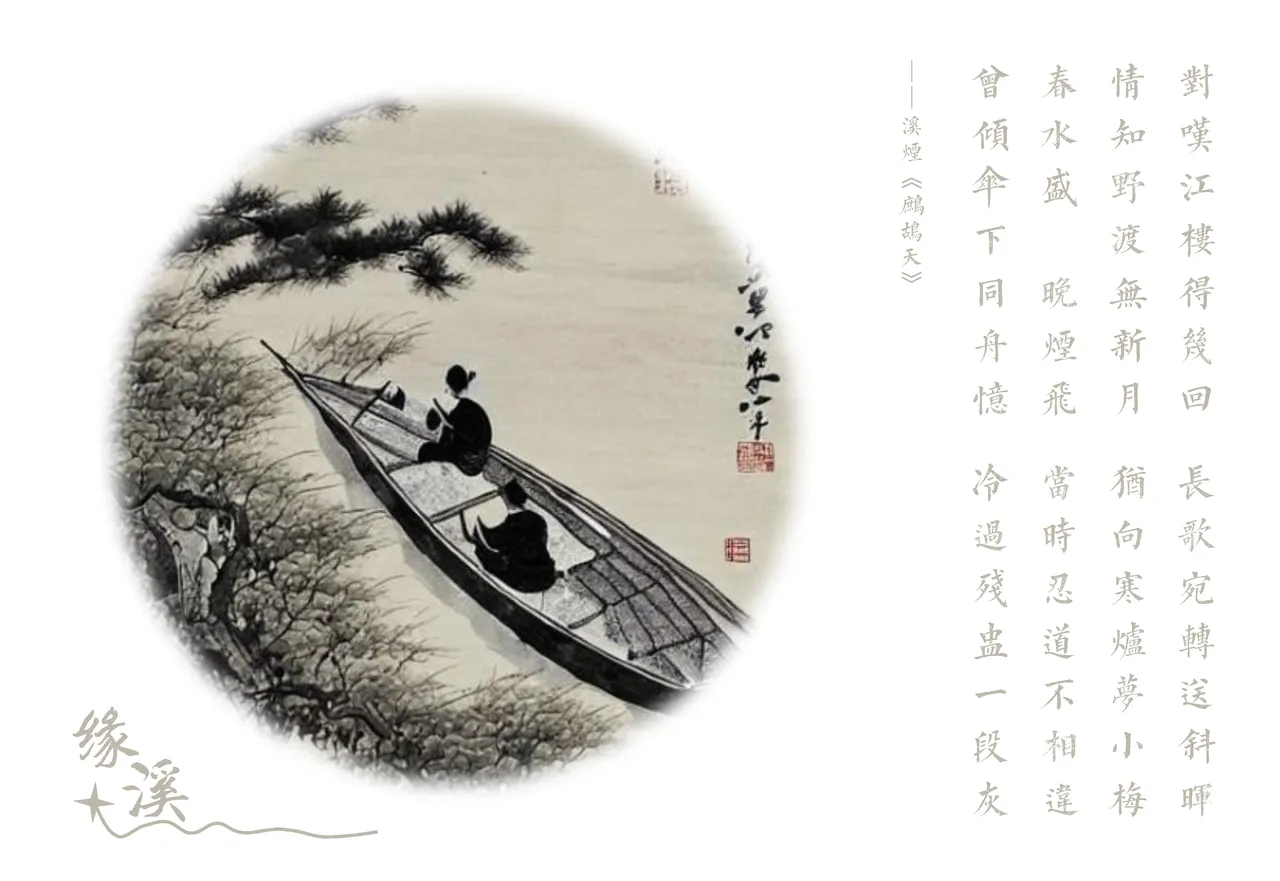 對嘆江樓得幾回 長歌宛轉送斜暉
情知野渡無新月 猶向寒爐夢小梅
春水盛 晚煙飛 當時忍道不相違
曾傾傘下同舟憶 冷過殘蛊一段灰
——溪煙《鷓鴣天》
缘溪